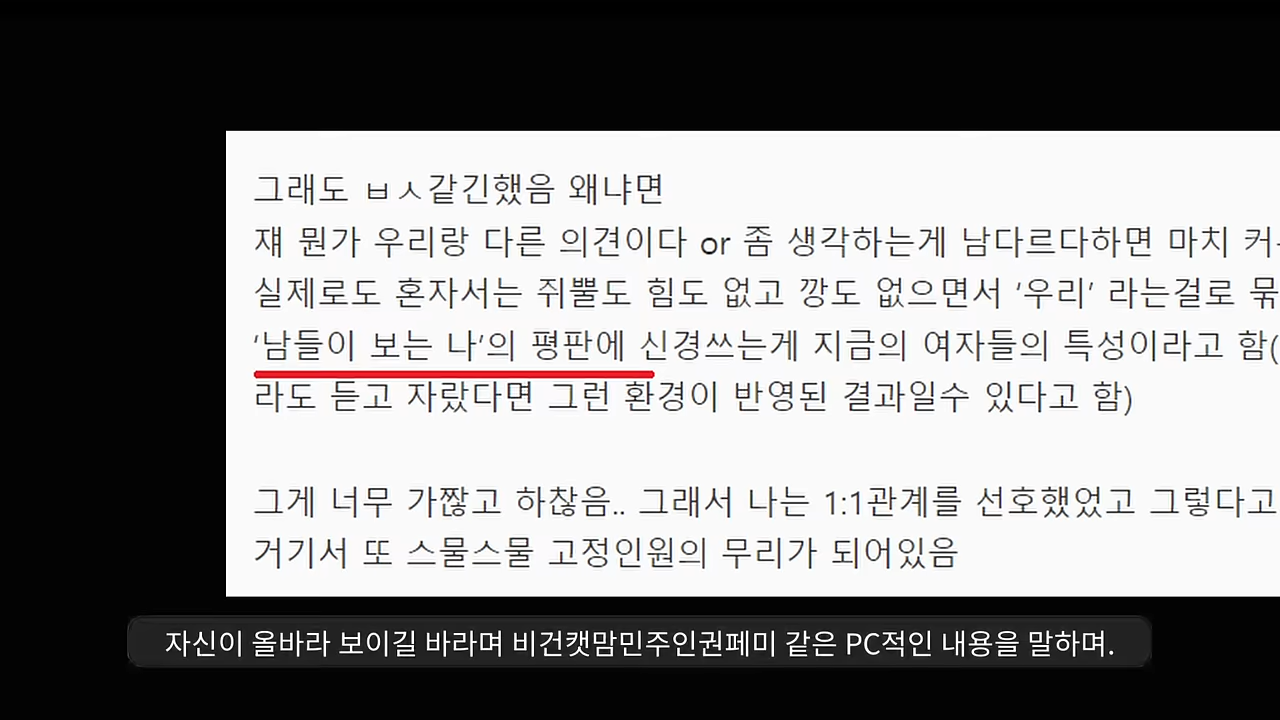 그래도 ㅂㅅ같긴했음 왜냐면
쟤 뭔가 우리랑 다른 의견이다 or 좀 생각하는게 남다르다하면 마치
실제로도 혼자서는 쥐뿔도 힘도 없고 깡도 없으면서 ‘우리’ 라는걸로 묶
‘남들이 보는 나’의 평판에 신경쓰는게 지금의 여자들의 특성이라고 함(
라도 듣고 자랐다면 그런 환경이 반영된 결과일수 있다고 함)
그게 너무 가짢고 하찮음.. 그래서 나는 1:1관계를 선호했었고 그렇다고
거기서 또 스물스물 고정인원의 무리가 되어있음
자신이 올바라 보이길 바라며 비건캣맘민주인권페미 같은 PC적인 내용을 말하며.